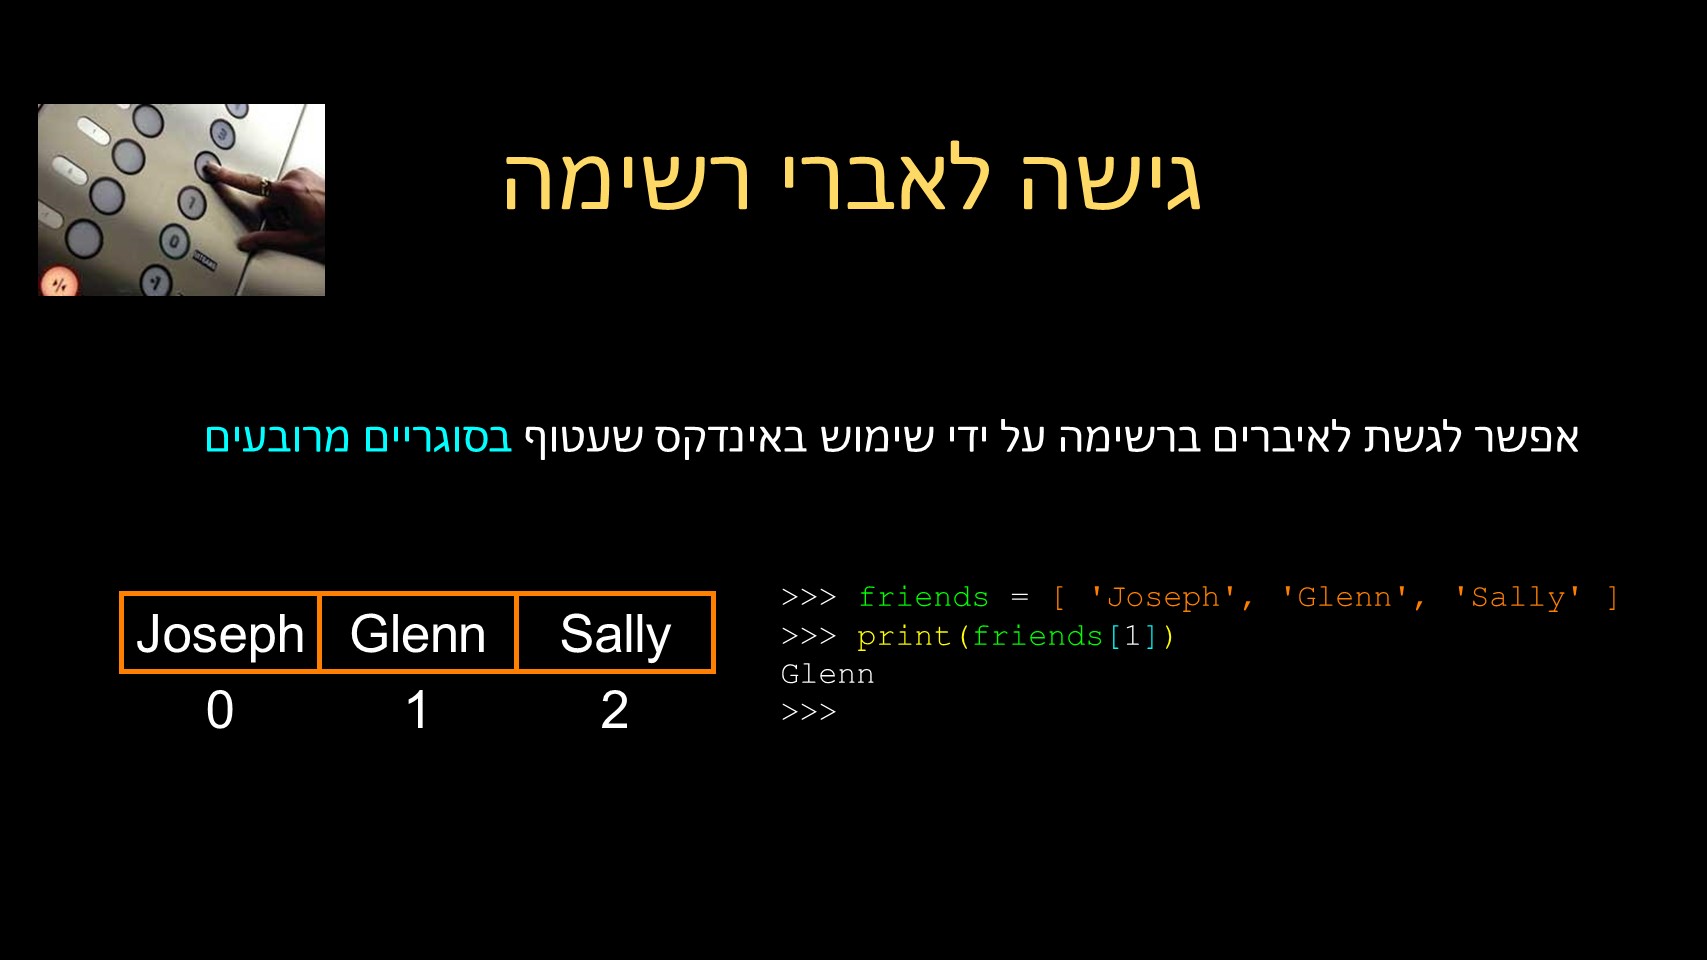 גישה לאברי רשימה
אפשר לגשת לאיברים ברשימה על ידי שימוש באינדקס שעטוף בסוגריים מרובעים
Joseph Glenn Sally
0 1 2
>>> friends = [ 'Joseph', 'Glenn', 'Sally' ]
>>> print(friends[1])
Glenn
>>>